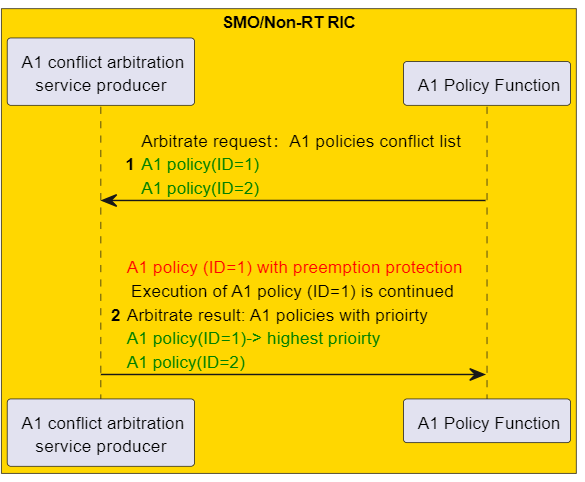 SMO/Non-RT RIC
A1 conflict arbitration
service producer
A1 Policy Function
Arbitrate request： A1 policies conflict list
1 A1 policy(ID=1)
A1 policy(ID=2)
A1 policy (ID=1) with preemption protection
Execution of A1 policy (ID=1) is continued
2 Arbitrate result: A1 policies with prioirty
A1 policy(ID=1)-> highest prioirty
A1 policy(ID=2)
A1 conflict arbitration
service producer
A1 Policy Function